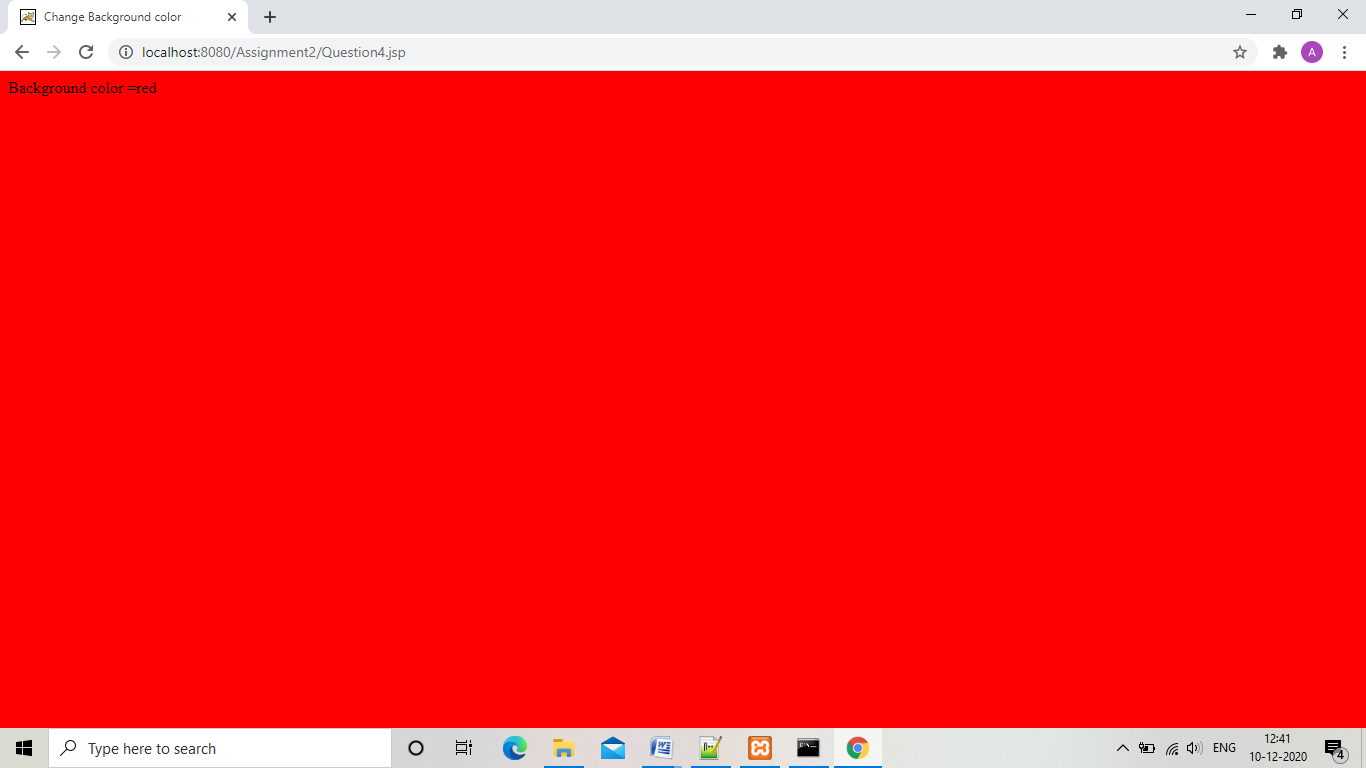 Change Background color
localhost:8080/Assignment2/Question4.jsp
A
Background color =red
Type here to search
ENG
12:41
10-12-2020
4